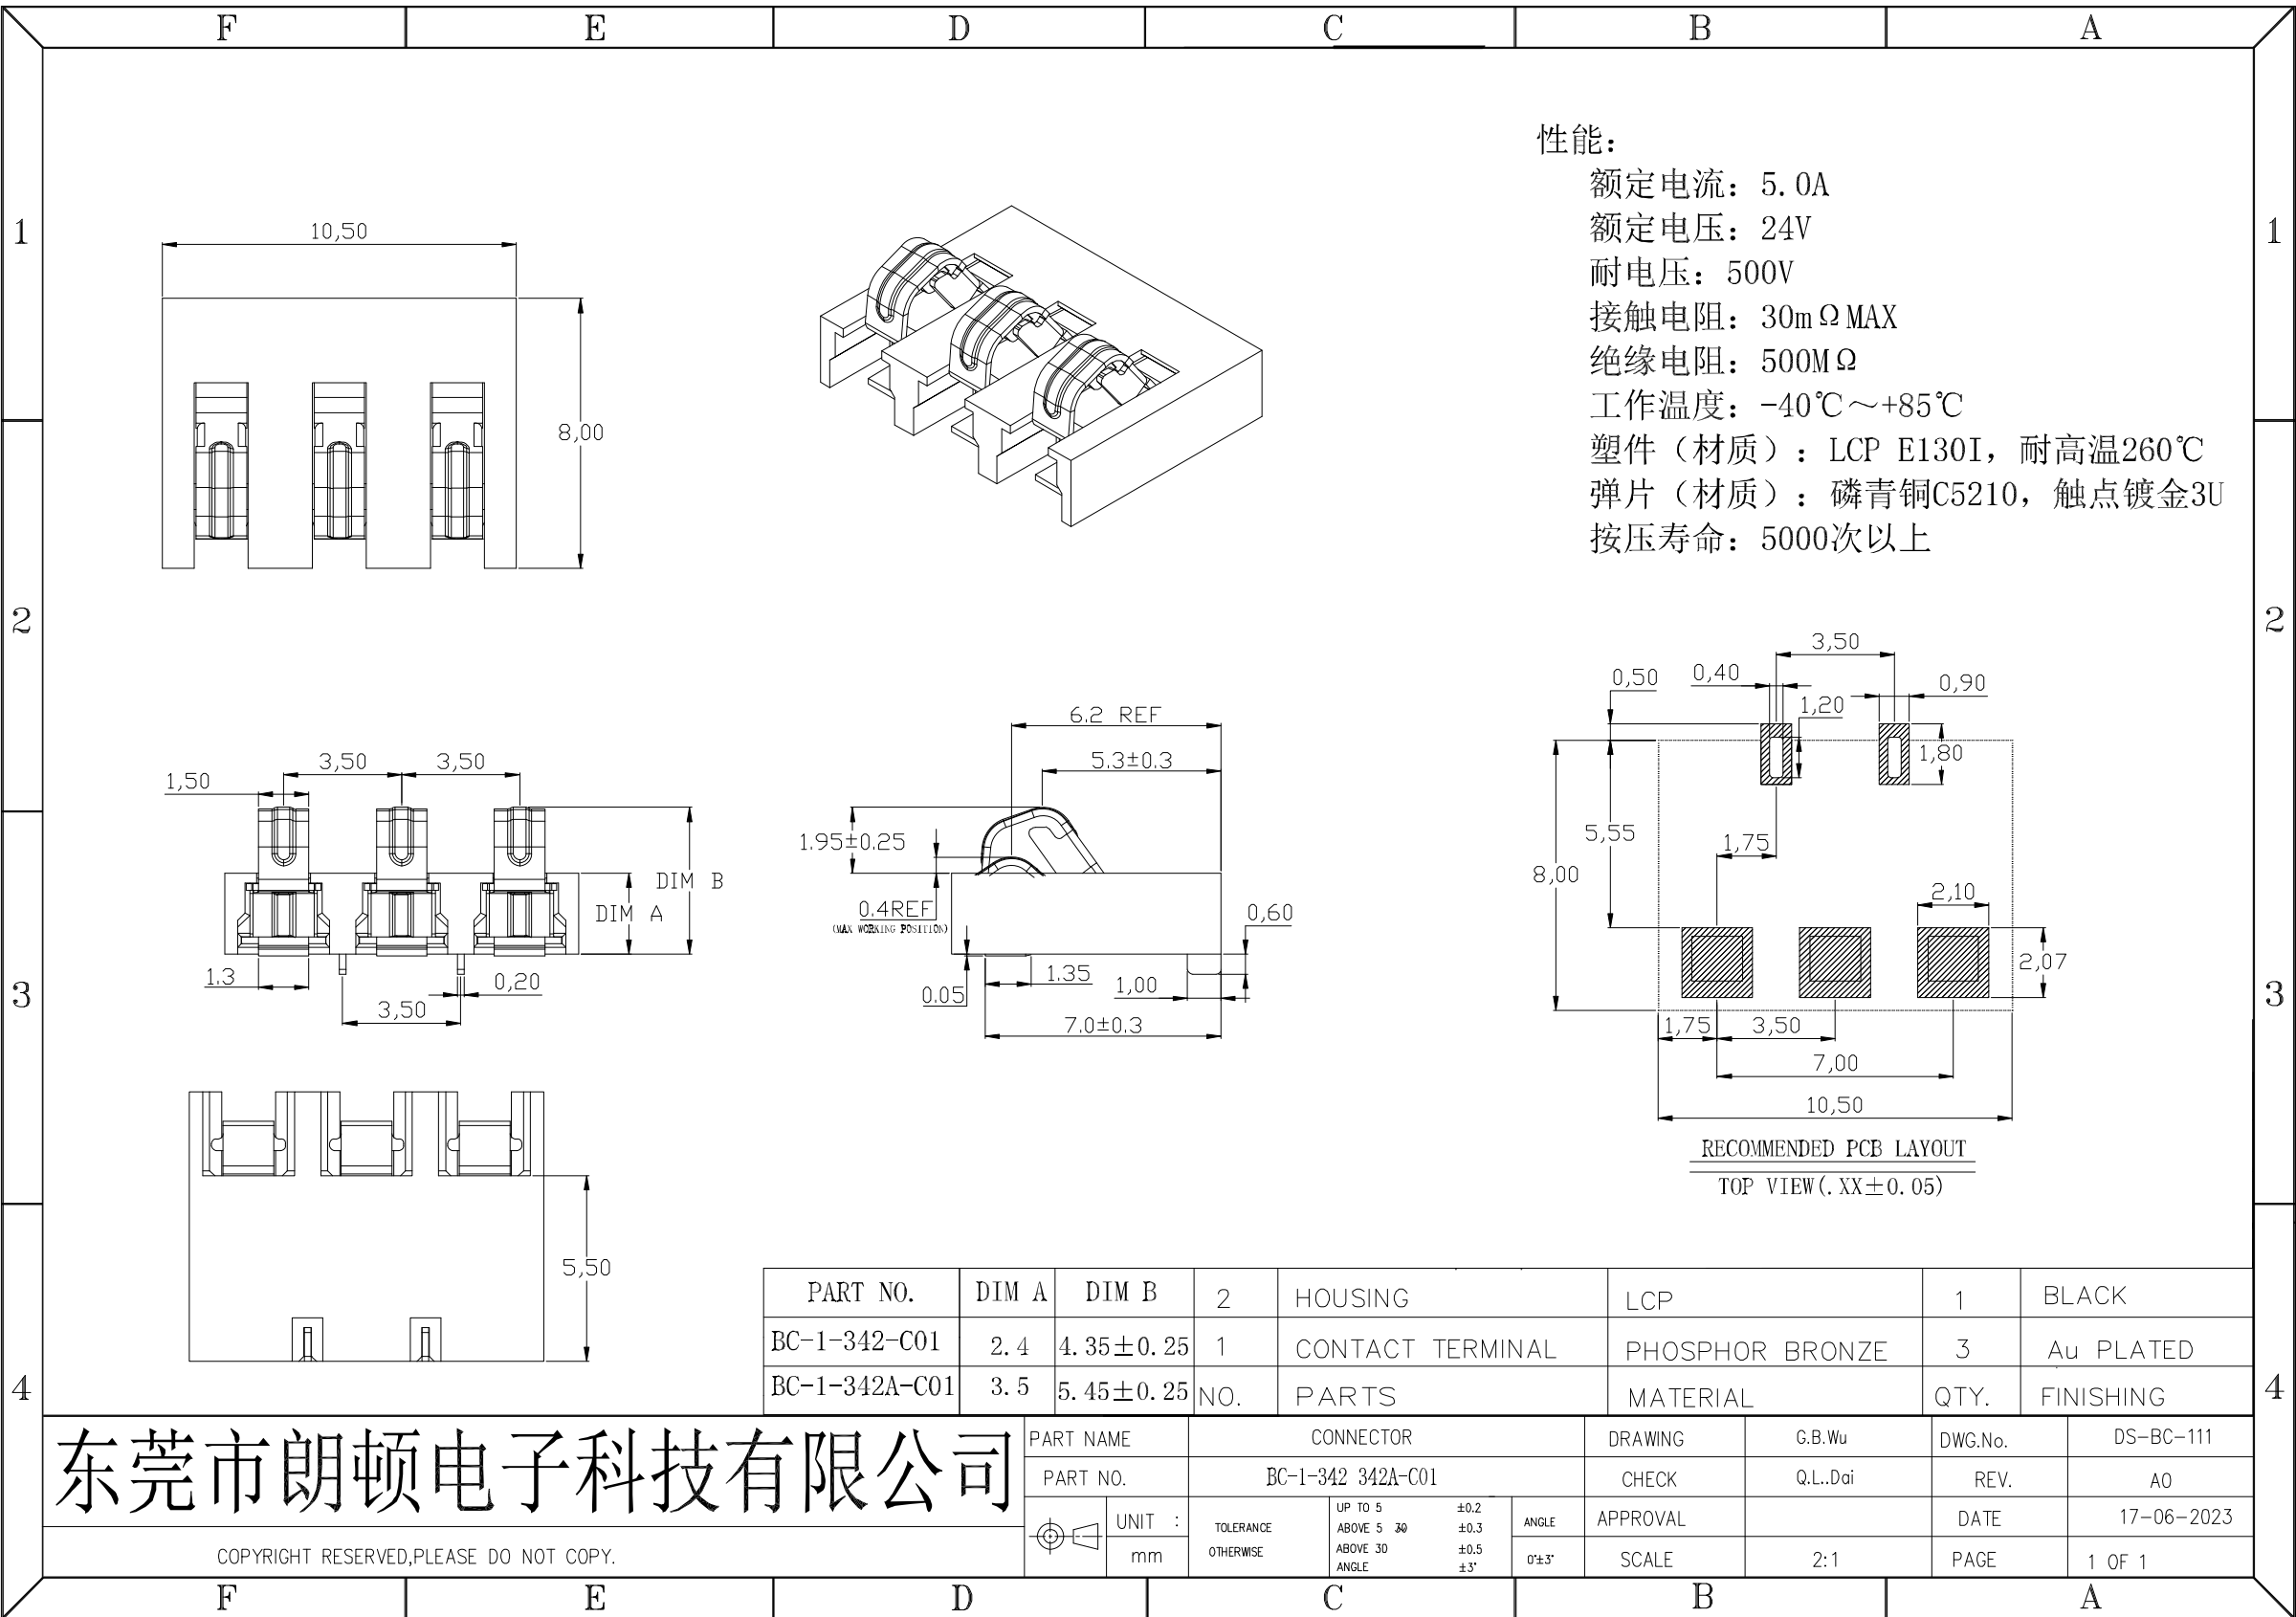 F E D C B A
1
1
2
2
3
3
4
4
性能：
额定电流：5.0A
额定电压：24V
耐电压：500V
接触电阻：30mΩMAX
绝缘电阻：500MΩ
工作温度：-40℃～+85℃
塑件（材质）：LCP E130I，耐高温260℃
弹片（材质）：磷青铜C5210，触点镀金3U
按压寿命：5000次以上
10,50
8,00
3,50
3,50
1,50
DIM B
DIM A
1.3
0,20
3,50
6.2 REF
5.3±0.3
1.95±0.25
0.4REF
(MAX WORKING POSITION)
0,60
1.35
1,00
0.05
7.0±0.3
3,50
0,50
0,40
0,90
1,20
1,80
5,55
1,75
8,00
2,10
2,07
1,75
3,50
7,00
10,50
RECOMMENDED PCB LAYOUT
TOP VIEW(.XX±0.05)
5,50
PART NO. DIM A DIM B 2 HOUSING LCP 1 BLACK
BC-1-342-C01 2.4 4.35±0.25 1 CONTACT TERMINAL PHOSPHOR BRONZE 3 Au PLATED
BC-1-342A-C01 3.5 5.45±0.25 NO. PARTS MATERIAL QTY. FINISHING
东莞市朗顿电子科技有限公司
COPYRIGHT RESERVED,PLEASE DO NOT COPY.
PART NAME CONNECTOR DRAWING G.B.Wu DWG.No. DS-BC-111
PART NO. BC-1-342 342A-C01 CHECK Q.L..Dai REV. A0
UNIT :
mm
TOLERANCE
OTHERWISE
UP TO 5 ±0.2
ABOVE 5 30 ±0.3
ABOVE 30 ±0.5
ANGLE ±3°
ANGLE
0°±3°
APPROVAL DATE 17-06-2023
SCALE 2:1 PAGE 1 OF 1
F E D C B A